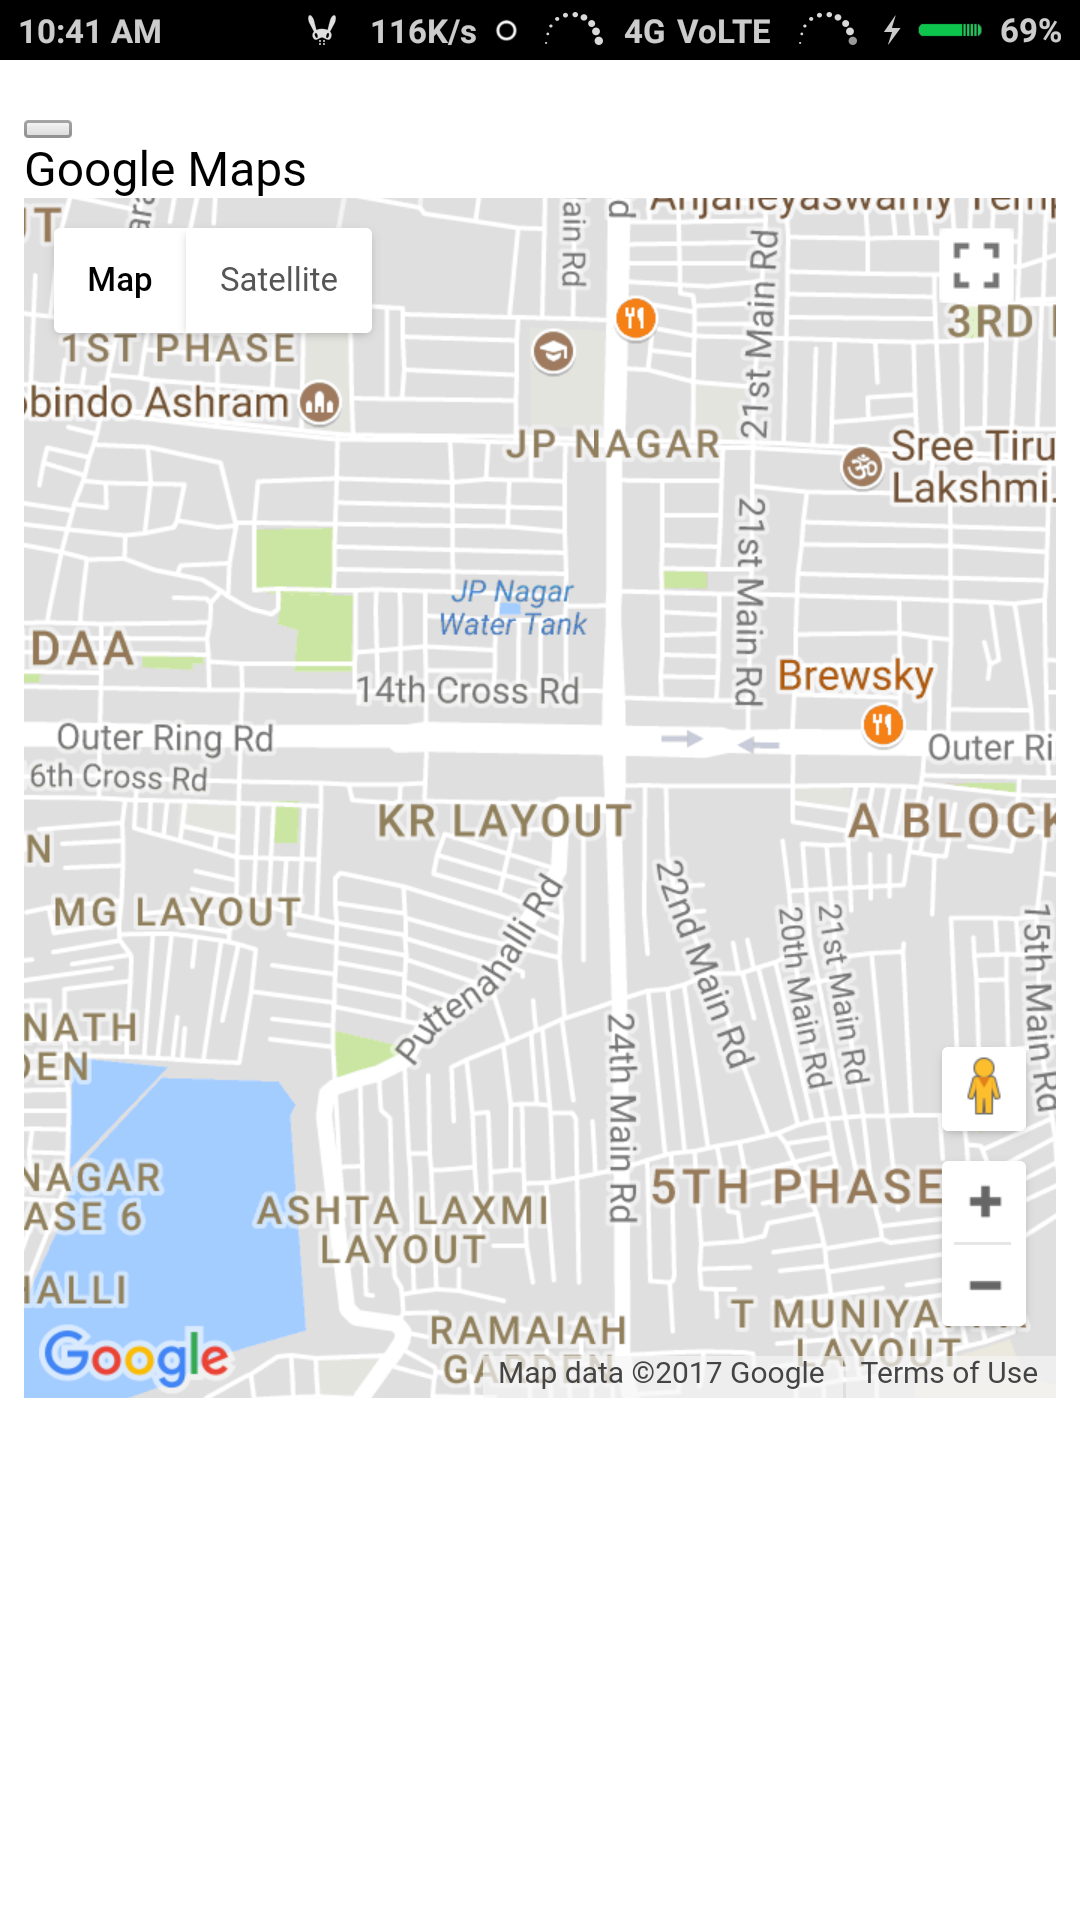 10:41 AM 116K/s 4G VoLTE 69%
Google Maps
Map Satellite
Anjaneyaswamy
ain Rd
21st Main Rd
3RD
1ST PHASE
bindo Ashram
JP NAGAR
Sree Tiru
Lakshmi.
21st Main Rd
JP Nagar
Water Tank
DAA
Brewsky
14th Cross Rd
Outer Ring Rd
Outer Ri
6th Cross Rd
KR LAYOUT
A BLOCK
N
MG LAYOUT
Puttenahalli Rd
22nd Main Rd
20th Main Rd
21st Main Rd
15th Main Rd
NATH
DEN
24th Main Rd
NAGAR
ASE 6
5TH PHASE
ASHTA LAXMI
LAYOUT
HALLI
RAMAIAH
T MUNIYA
LAYOUT
Google
Map data ©2017 Google Terms of Use